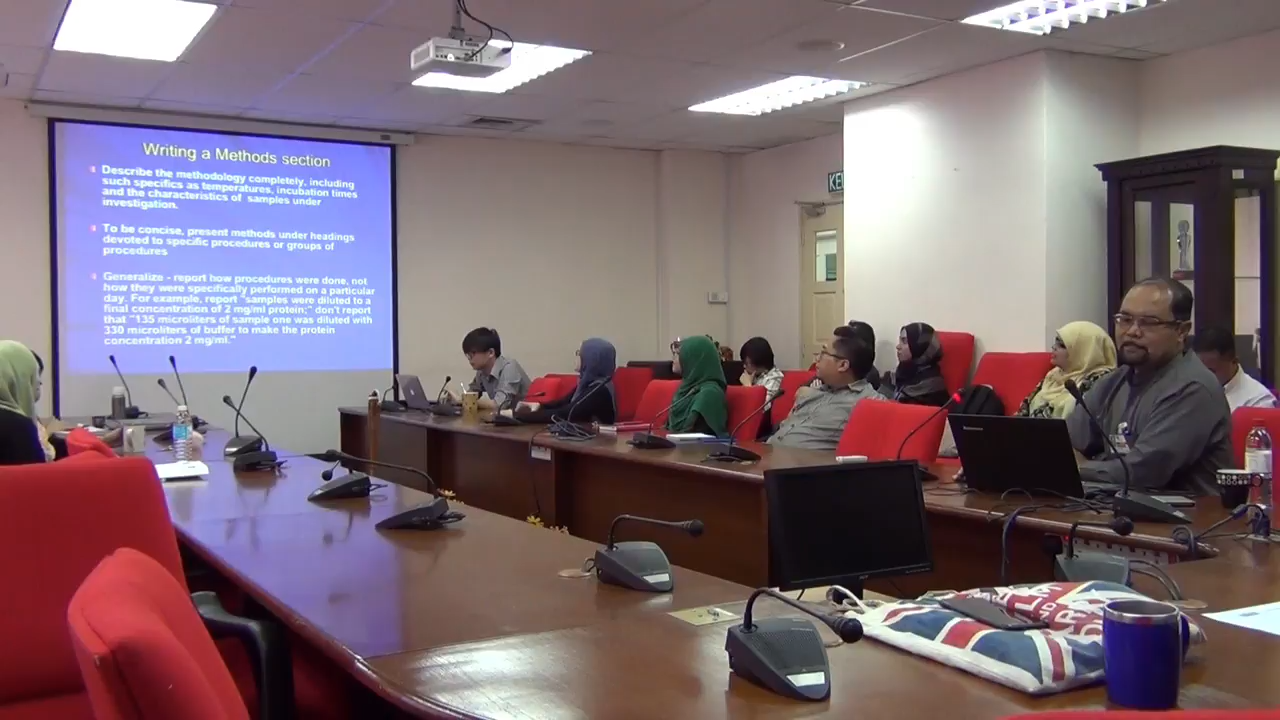 Writing a Methods section
Describe the methodology completely, including
such specifics as temperatures, incubation times
and the characteristics of samples under
investigation.
To be concise, present methods under headings
devoted to specific procedures or groups of
procedures
Generalize - report how procedures were done, not
how they were specifically performed on a particular
day. For example, report "samples were diluted to a
final concentration of 2 mg/ml protein;" don't report
that "135 microliters of sample one was diluted with
330 microliters of buffer to make the protein
concentration 2 mg/ml."
KE
lenovo
acer